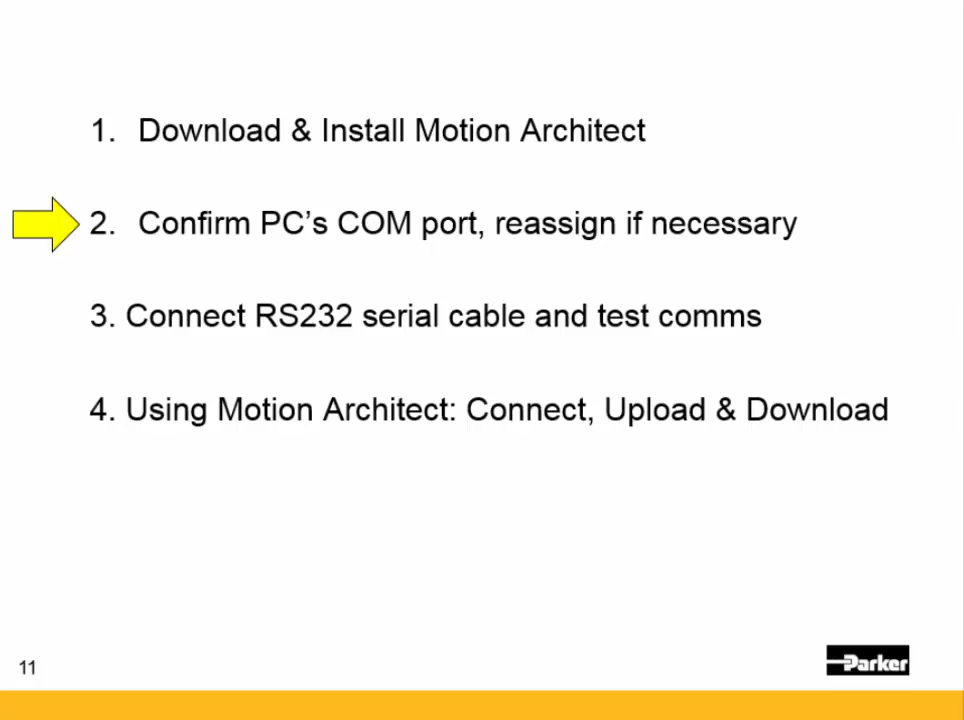 1. Download & Install Motion Architect
2. Confirm PC’s COM port, reassign if necessary
3. Connect RS232 serial cable and test comms
4. Using Motion Architect: Connect, Upload & Download
11
Parker